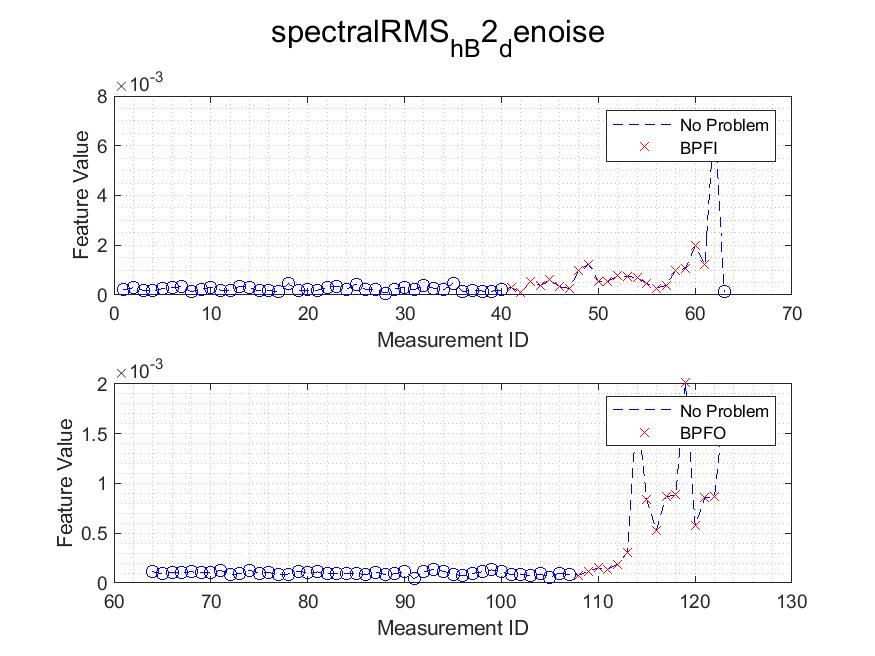 spectralRMS_hB2_denoise
×10^-3
8
6
4
2
0
Feature Value
No Problem
BPFI
0 10 20 30 40 50 60 70
Measurement ID
×10^-3
2
1.5
1
0.5
0
Feature Value
No Problem
BPFO
60 70 80 90 100 110 120 130
Measurement ID